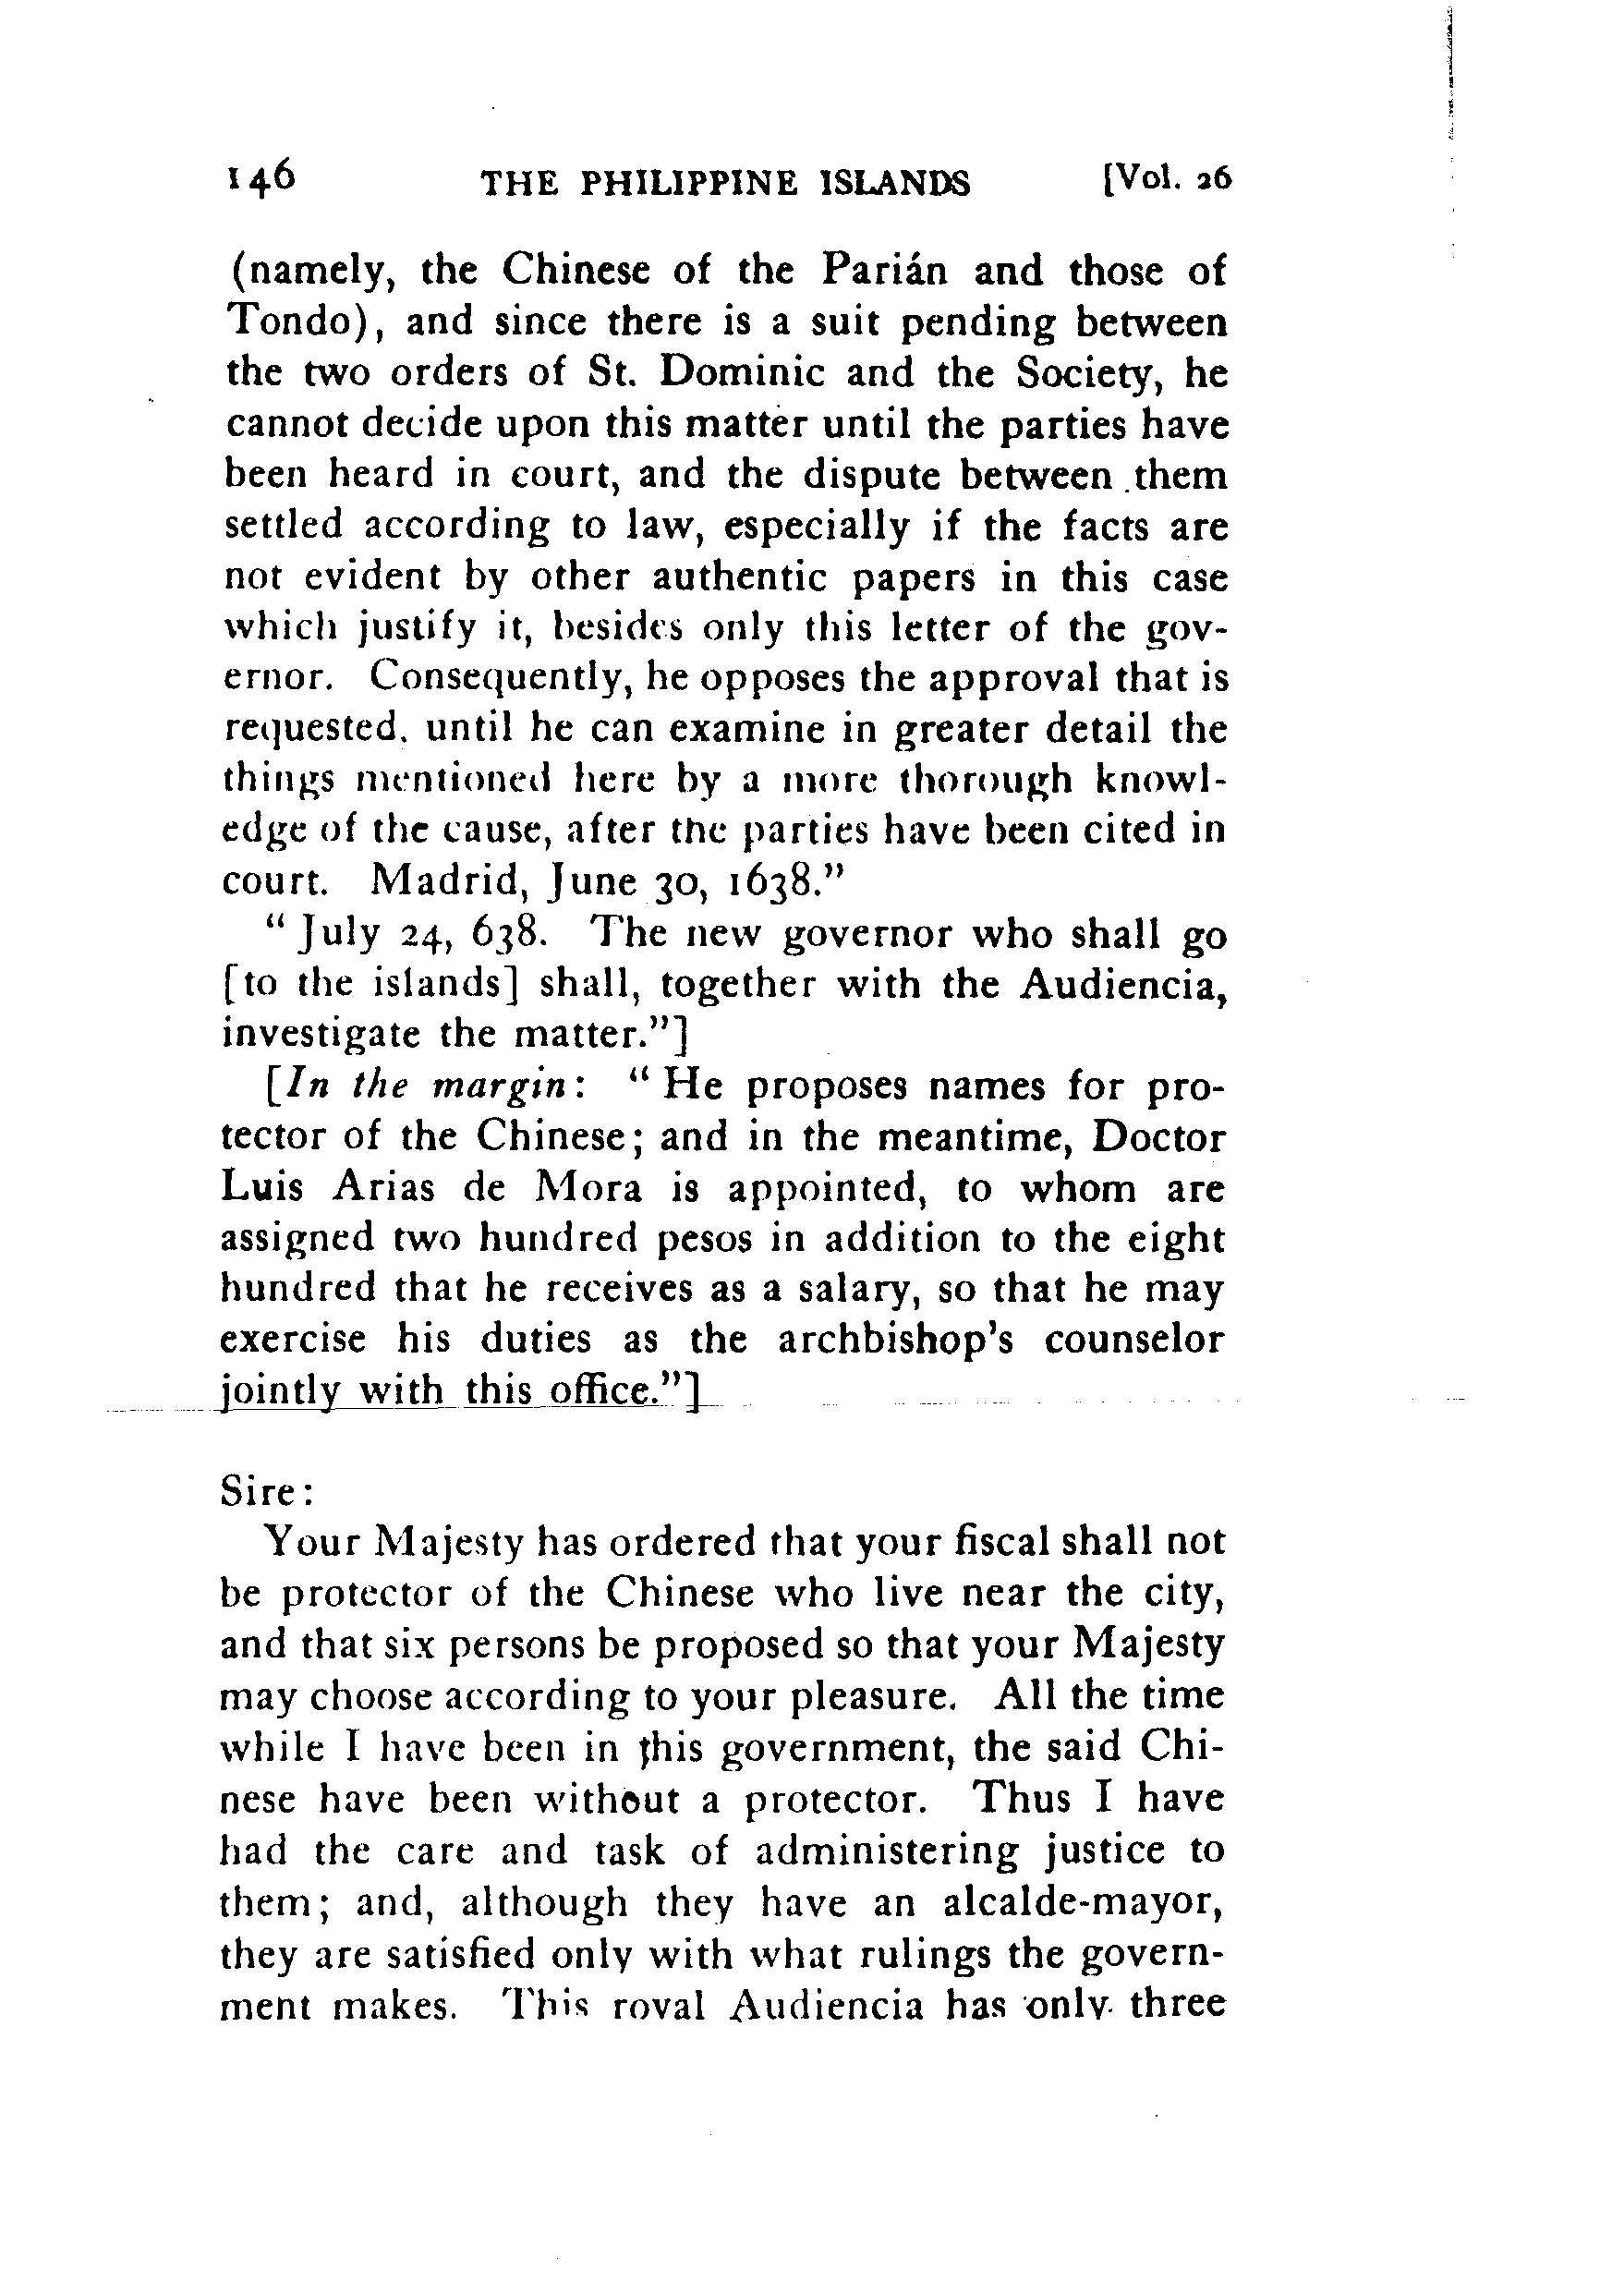 146 THE PHILIPPINE ISLANDS [Vol. 26
(namely, the Chinese of the Parián and those of
Tondo), and since there is a suit pending between
the two orders of St. Dominic and the Society, he
cannot decide upon this matter until the parties have
been heard in court, and the dispute between them
settled according to law, especially if the facts are
not evident by other authentic papers in this case
which justify it, besides only this letter of the gov-
ernor. Consequently, he opposes the approval that is
requested, until he can examine in greater detail the
things mentioned here by a more thorough knowl-
edge of the cause, after the parties have been cited in
court. Madrid, June 30, 1638."
"July 24, 638. The new governor who shall go
[to the islands] shall, together with the Audiencia,
investigate the matter."]
[In the margin: "He proposes names for pro-
tector of the Chinese; and in the meantime, Doctor
Luis Arias de Mora is appointed, to whom are
assigned two hundred pesos in addition to the eight
hundred that he receives as a salary, so that he may
exercise his duties as the archbishop's counselor
jointly with this office."]
Sire:
Your Majesty has ordered that your fiscal shall not
be protector of the Chinese who live near the city,
and that six persons be proposed so that your Majesty
may choose according to your pleasure. All the time
while I have been in this government, the said Chi-
nese have been without a protector. Thus I have
had the care and task of administering justice to
them; and, although they have an alcalde-mayor,
they are satisfied only with what rulings the govern-
ment makes. This royal Audiencia has only three